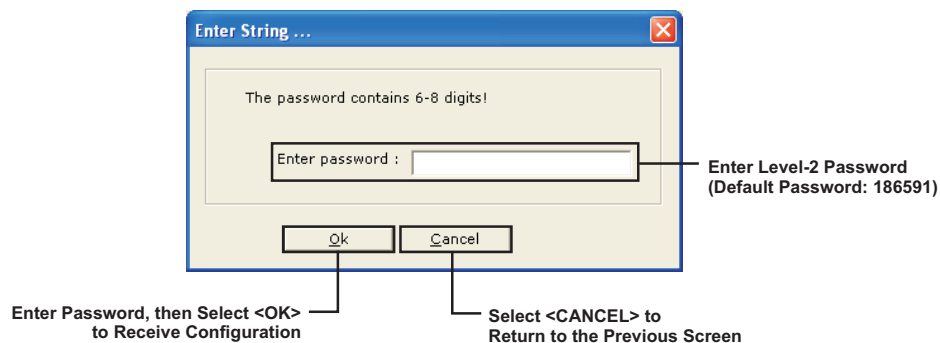 Enter String ...
The password contains 6-8 digits!
Enter password :
Enter Level-2 Password
(Default Password: 186591)
Ok
Cancel
Enter Password, then Select <OK>
to Receive Configuration
Select <CANCEL> to
Return to the Previous Screen